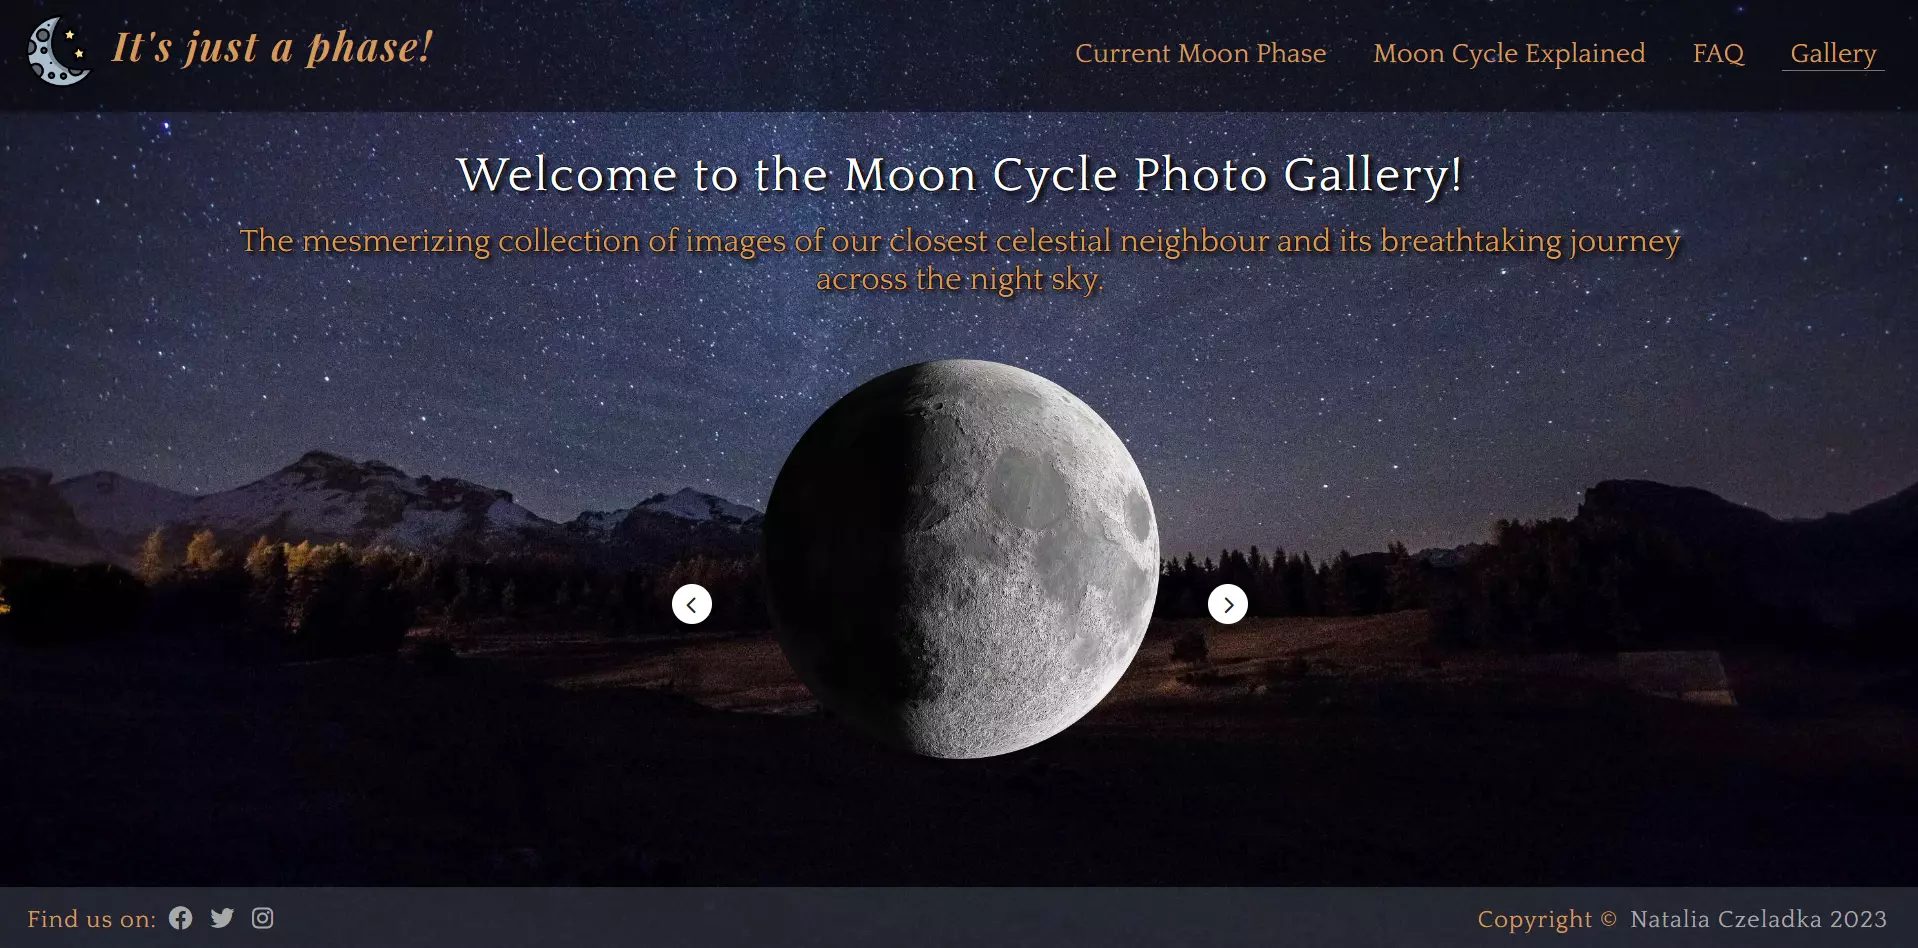 It's just a phase!
Current Moon Phase
Moon Cycle Explained
FAQ
Gallery
Welcome to the Moon Cycle Photo Gallery!
The mesmerizing collection of images of our closest celestial neighbour and its breathtaking journey
across the night sky.
Find us on:
Copyright © Natalia Czeladka 2023